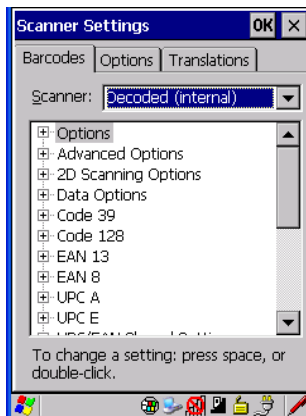 Scanner Settings OK ×
Barcodes Options Translations
Scanner: Decoded (internal)
Options
Advanced Options
2D Scanning Options
Data Options
Code 39
Code 128
EAN 13
EAN 8
UPC A
UPC E
To change a setting: press space, or
double-click.